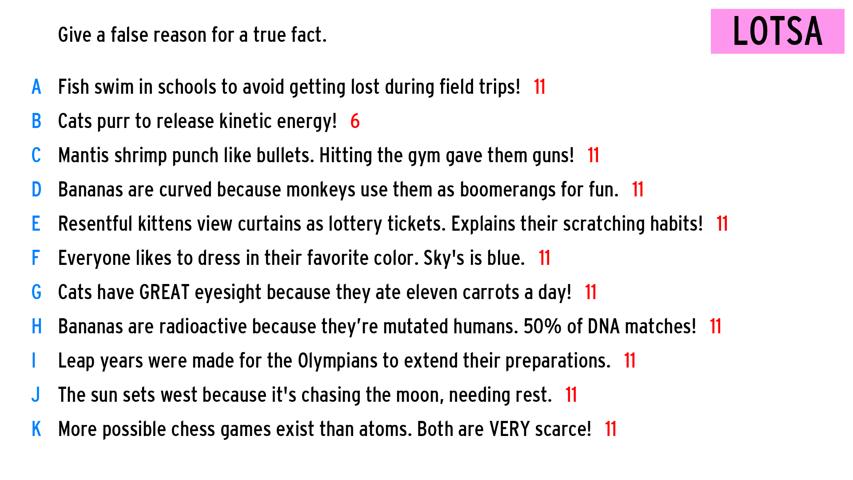 Give a false reason for a true fact.
LOTSA
A Fish swim in schools to avoid getting lost during field trips! 11
B Cats purr to release kinetic energy! 6
C Mantis shrimp punch like bullets. Hitting the gym gave them guns! 11
D Bananas are curved because monkeys use them as boomerangs for fun. 11
E Resentful kittens view curtains as lottery tickets. Explains their scratching habits! 11
F Everyone likes to dress in their favorite color. Sky's is blue. 11
G Cats have GREAT eyesight because they ate eleven carrots a day! 11
H Bananas are radioactive because they’re mutated humans. 50% of DNA matches! 11
I Leap years were made for the Olympians to extend their preparations. 11
J The sun sets west because it's chasing the moon, needing rest. 11
K More possible chess games exist than atoms. Both are VERY scarce! 11